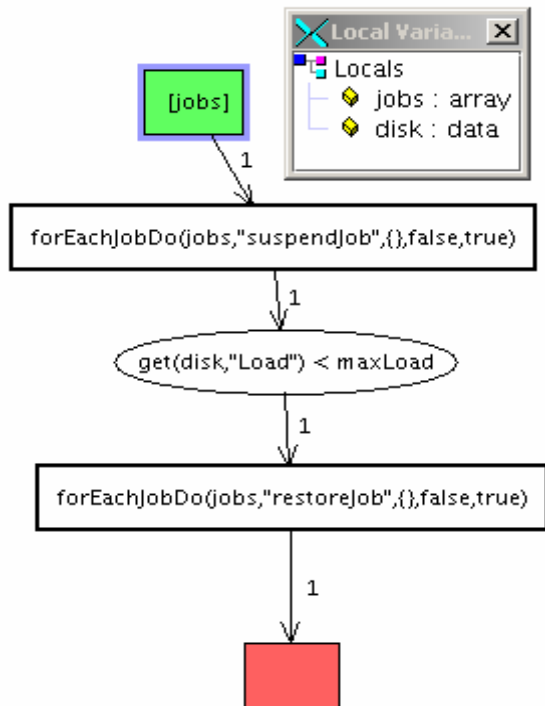 Local Varia...
Locals
jobs : array
disk : data
[jobs]
1
forEachJobDo(jobs,"suspendJob",{},false,true)
1
get(disk,"Load") < maxLoad
1
forEachJobDo(jobs,"restoreJob",{},false,true)
1